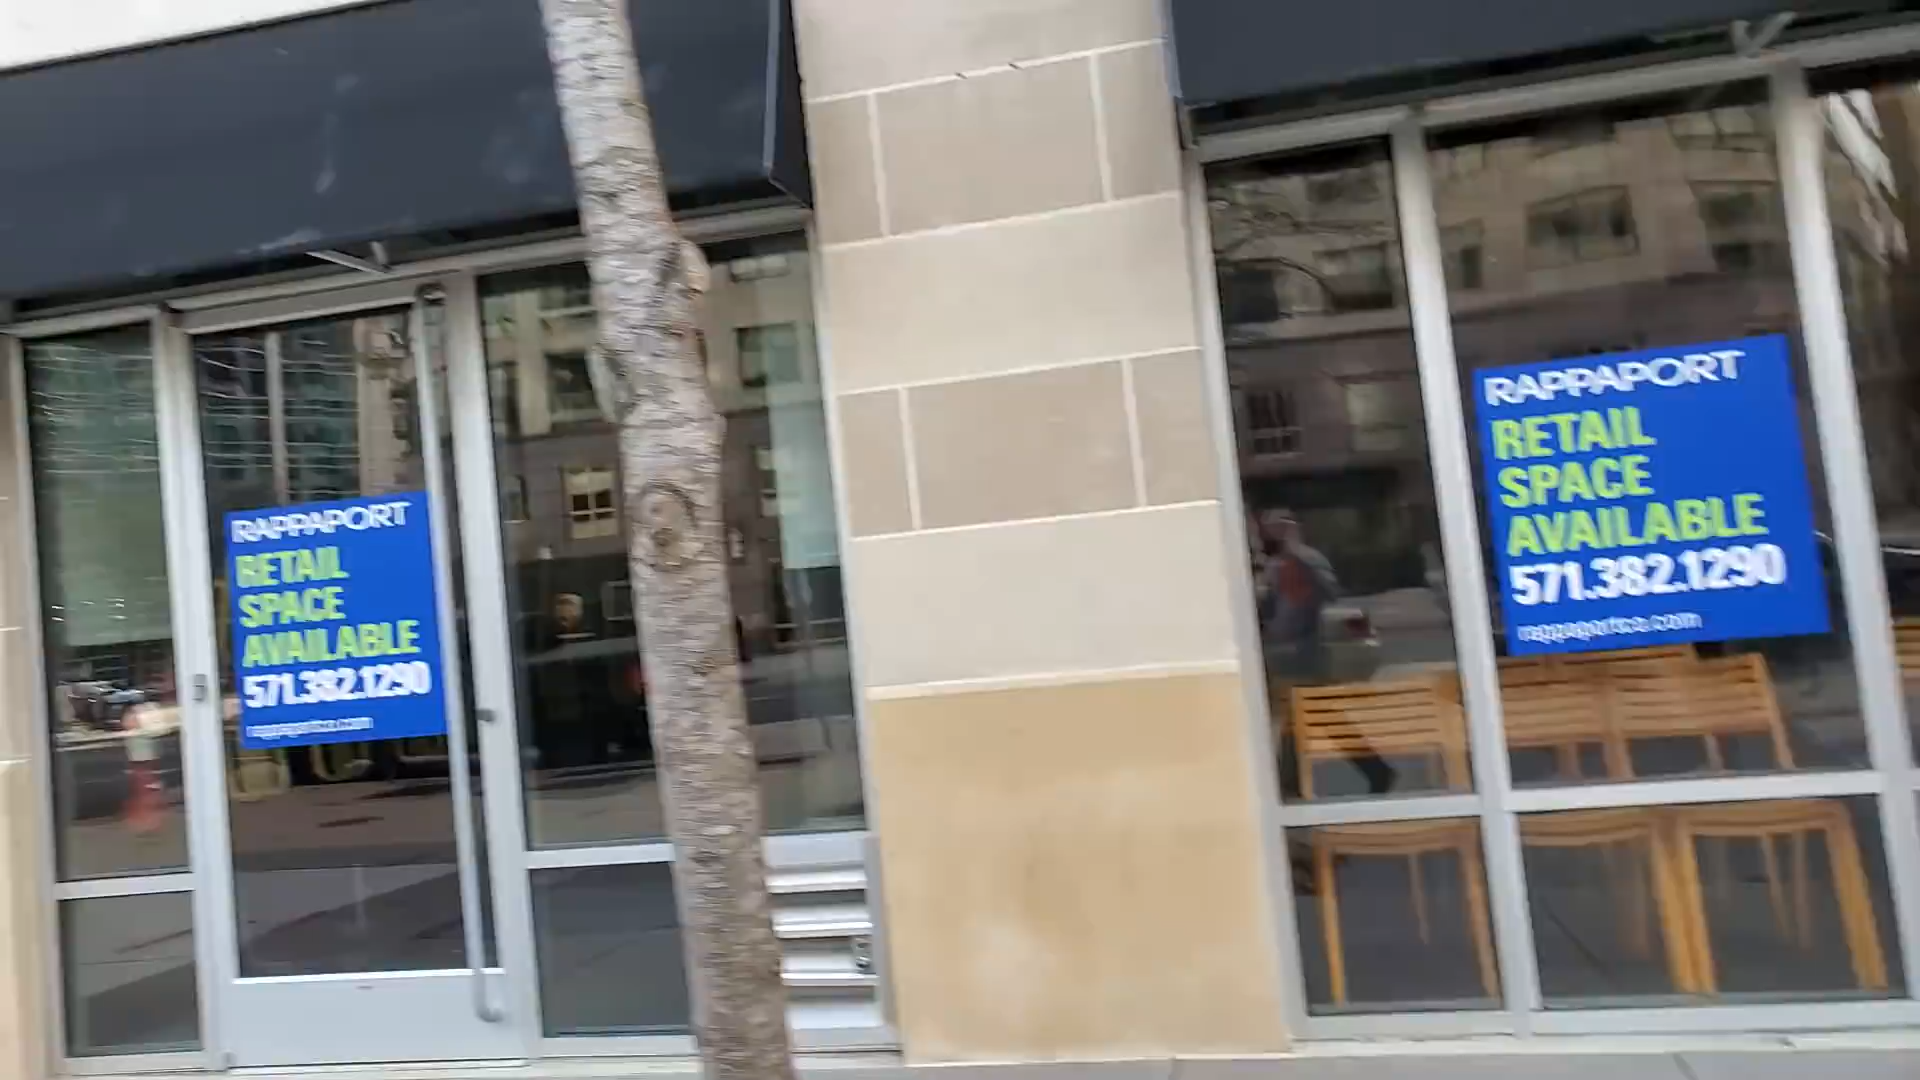 RAPPAPORT
RETAIL
SPACE
AVAILABLE
571.382.1290
RAPPAPORT
RETAIL
SPACE
AVAILABLE
571.382.1290